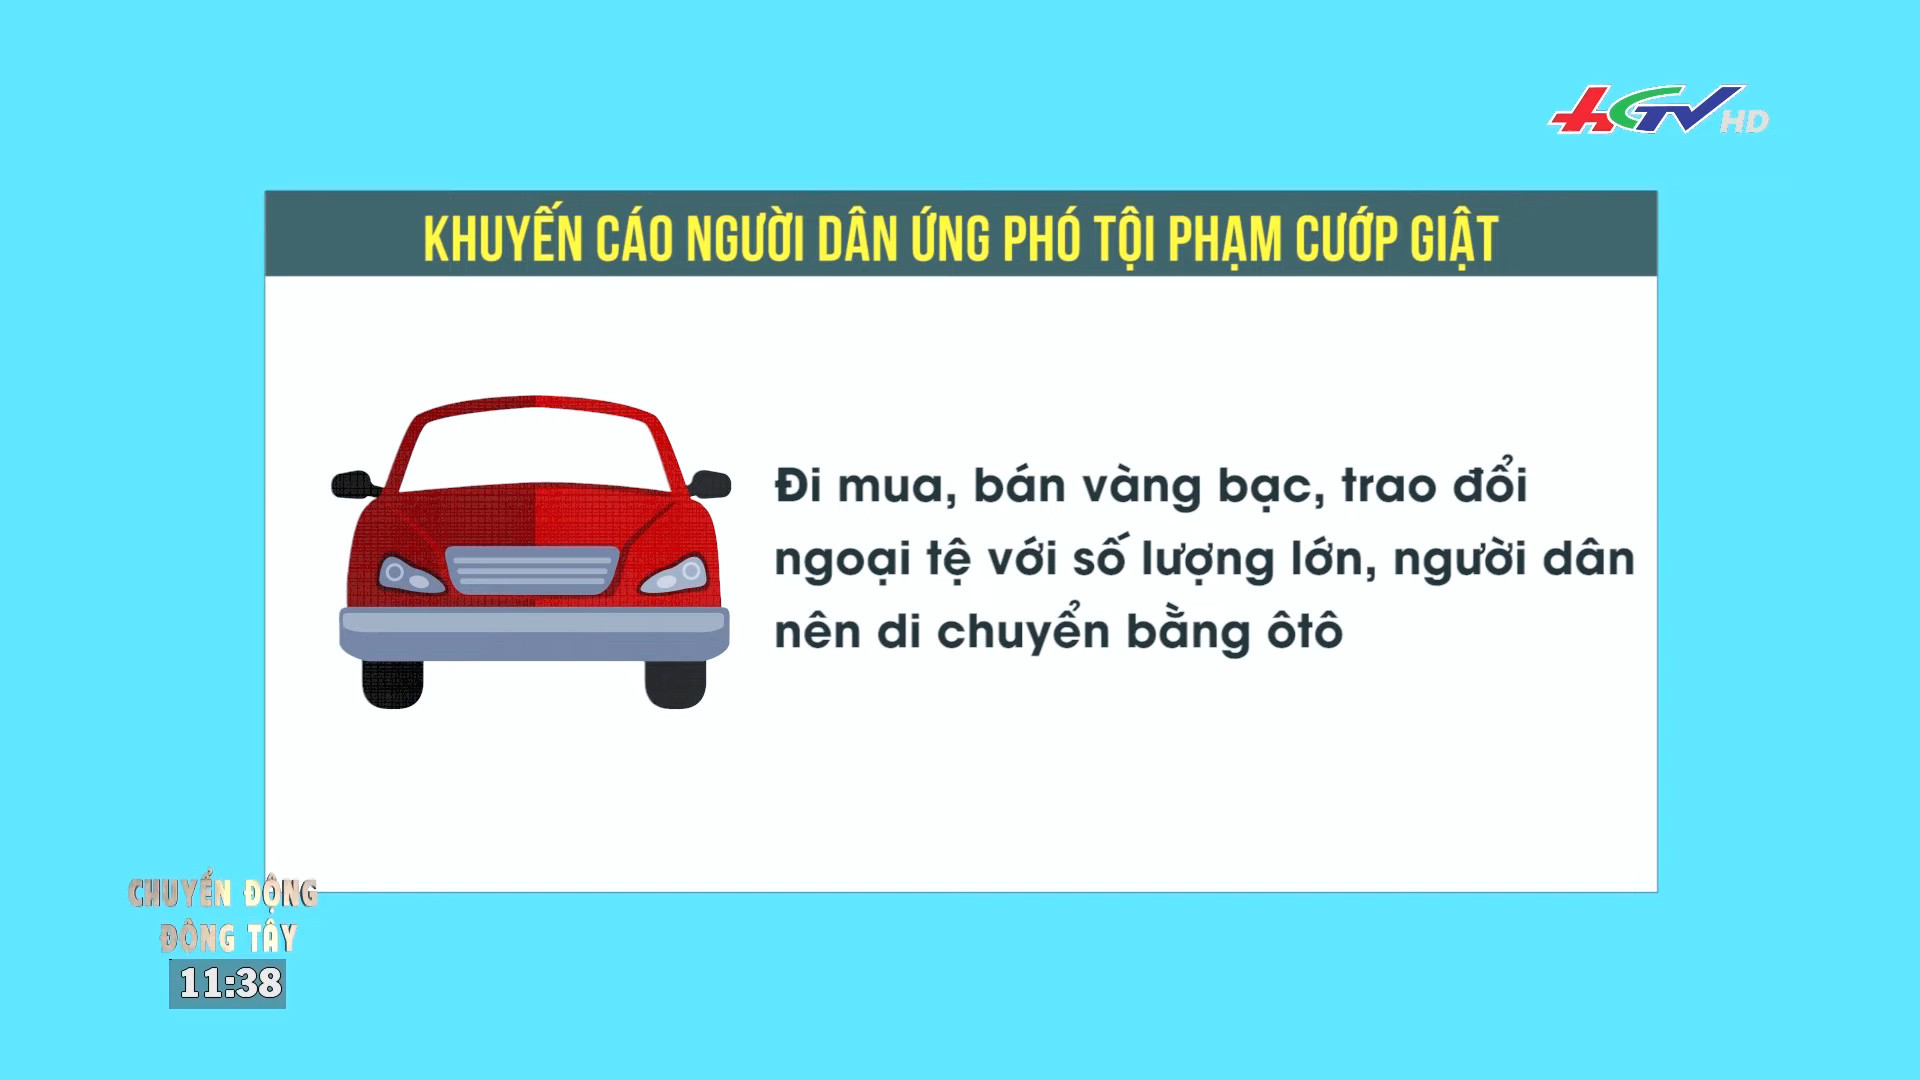 HGTV HD
KHUYẾN CÁO NGƯỜI DÂN ỨNG PHÓ TỘI PHẠM CƯỚP GIẬT
Đi mua, bán vàng bạc, trao đổi
ngoại tệ với số lượng lớn, người dân
nên di chuyển bằng ôtô
CHUYỂN ĐỘNG
ĐÔNG TÂY
11:38